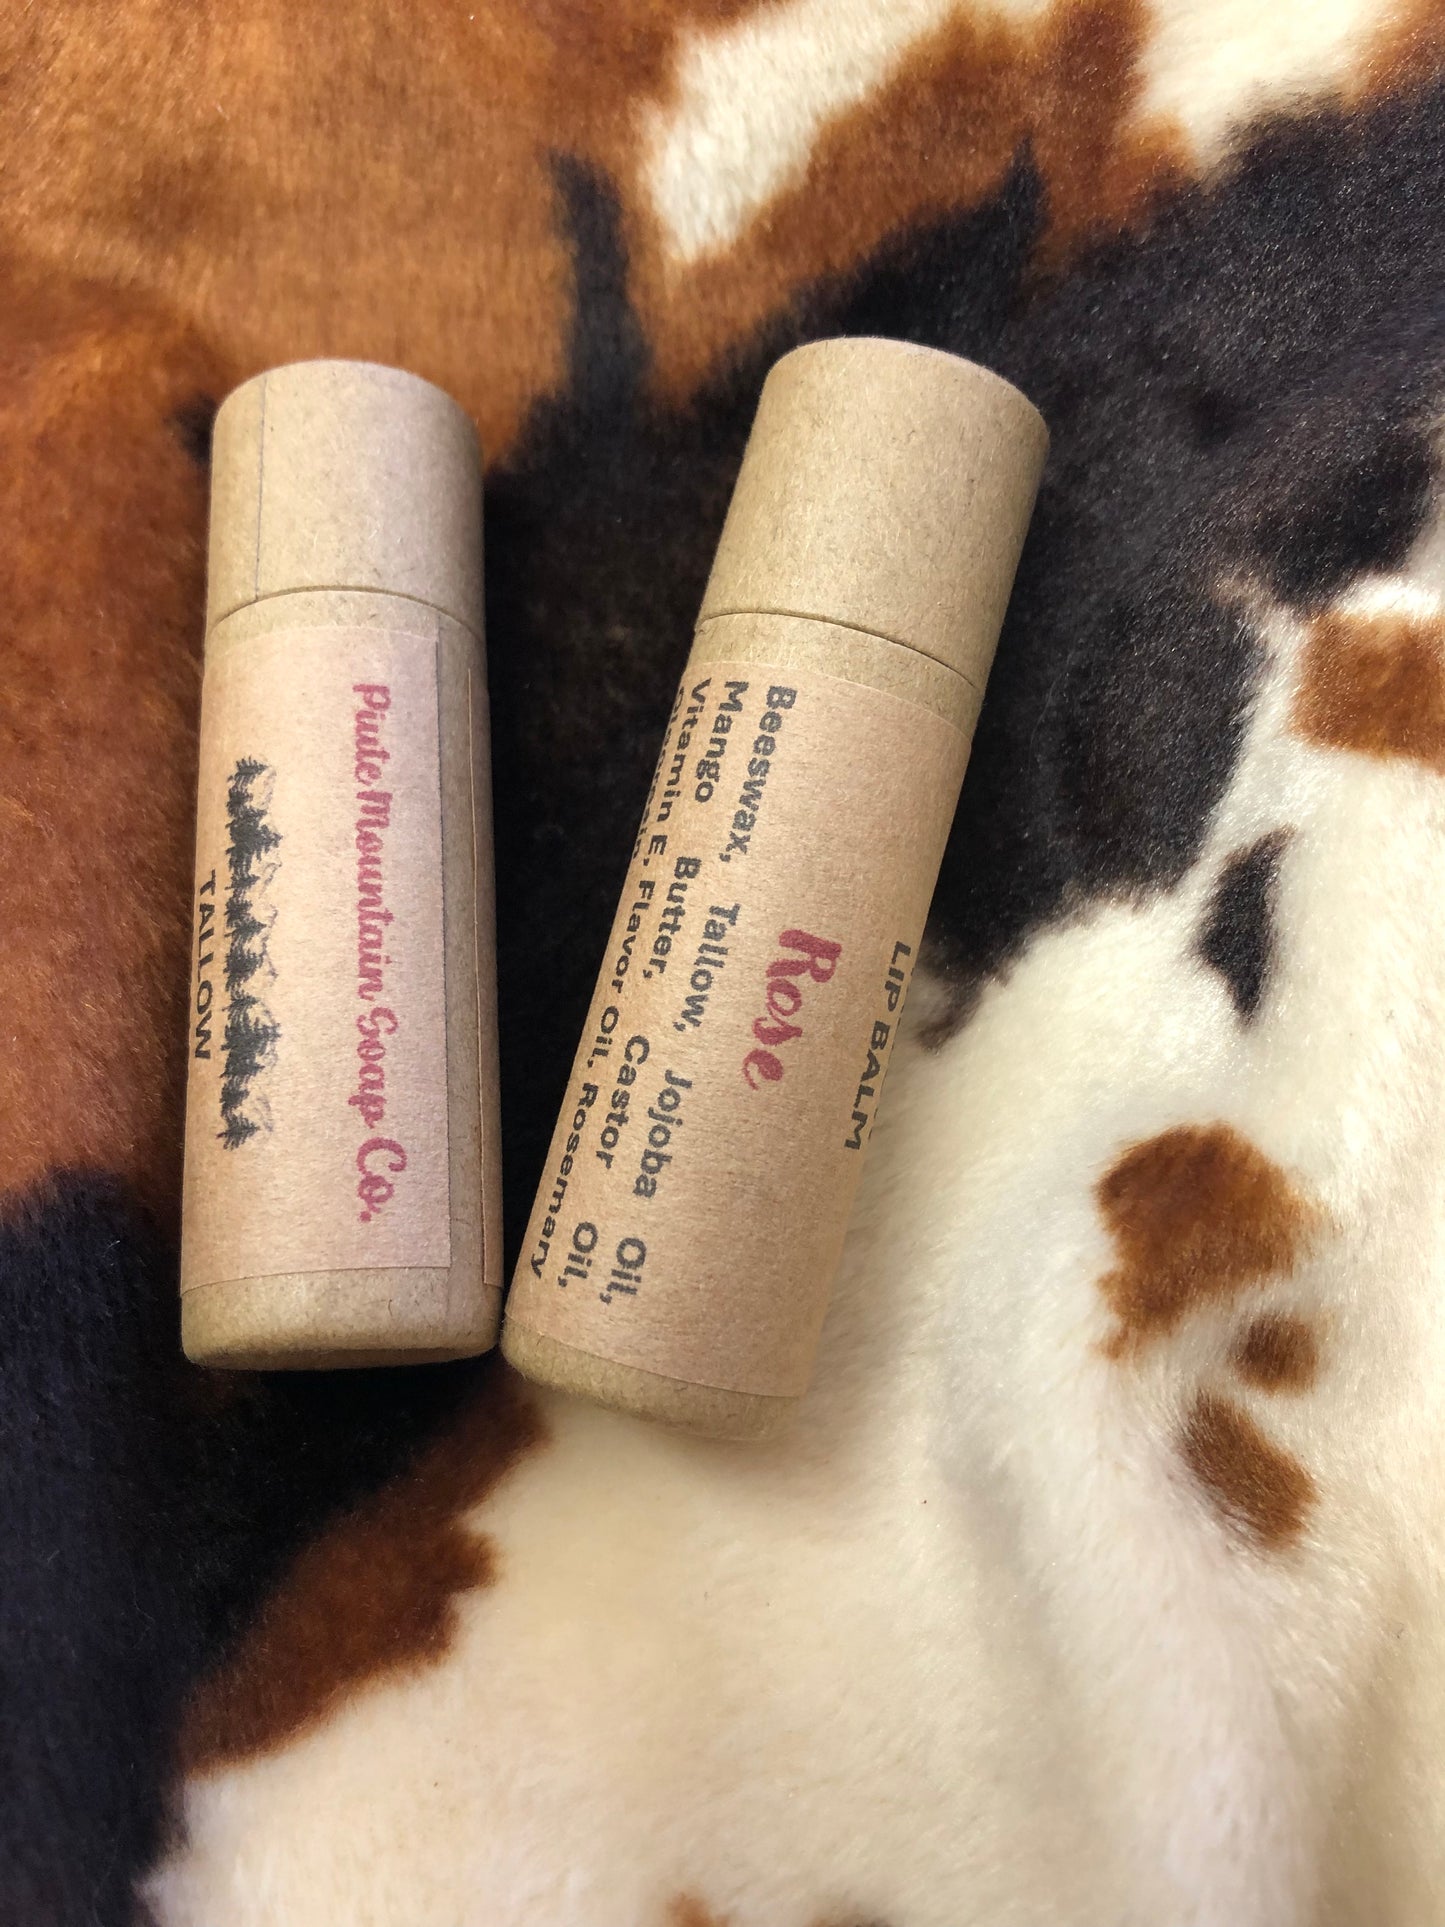 Piute Mountain Soap Co.
TALLOW
LIP BALM
Rose
Beeswax, Tallow, Jojoba Oil,
Mango Butter, Castor Oil,
Vitamin E, Flavor Oil, Rosemary